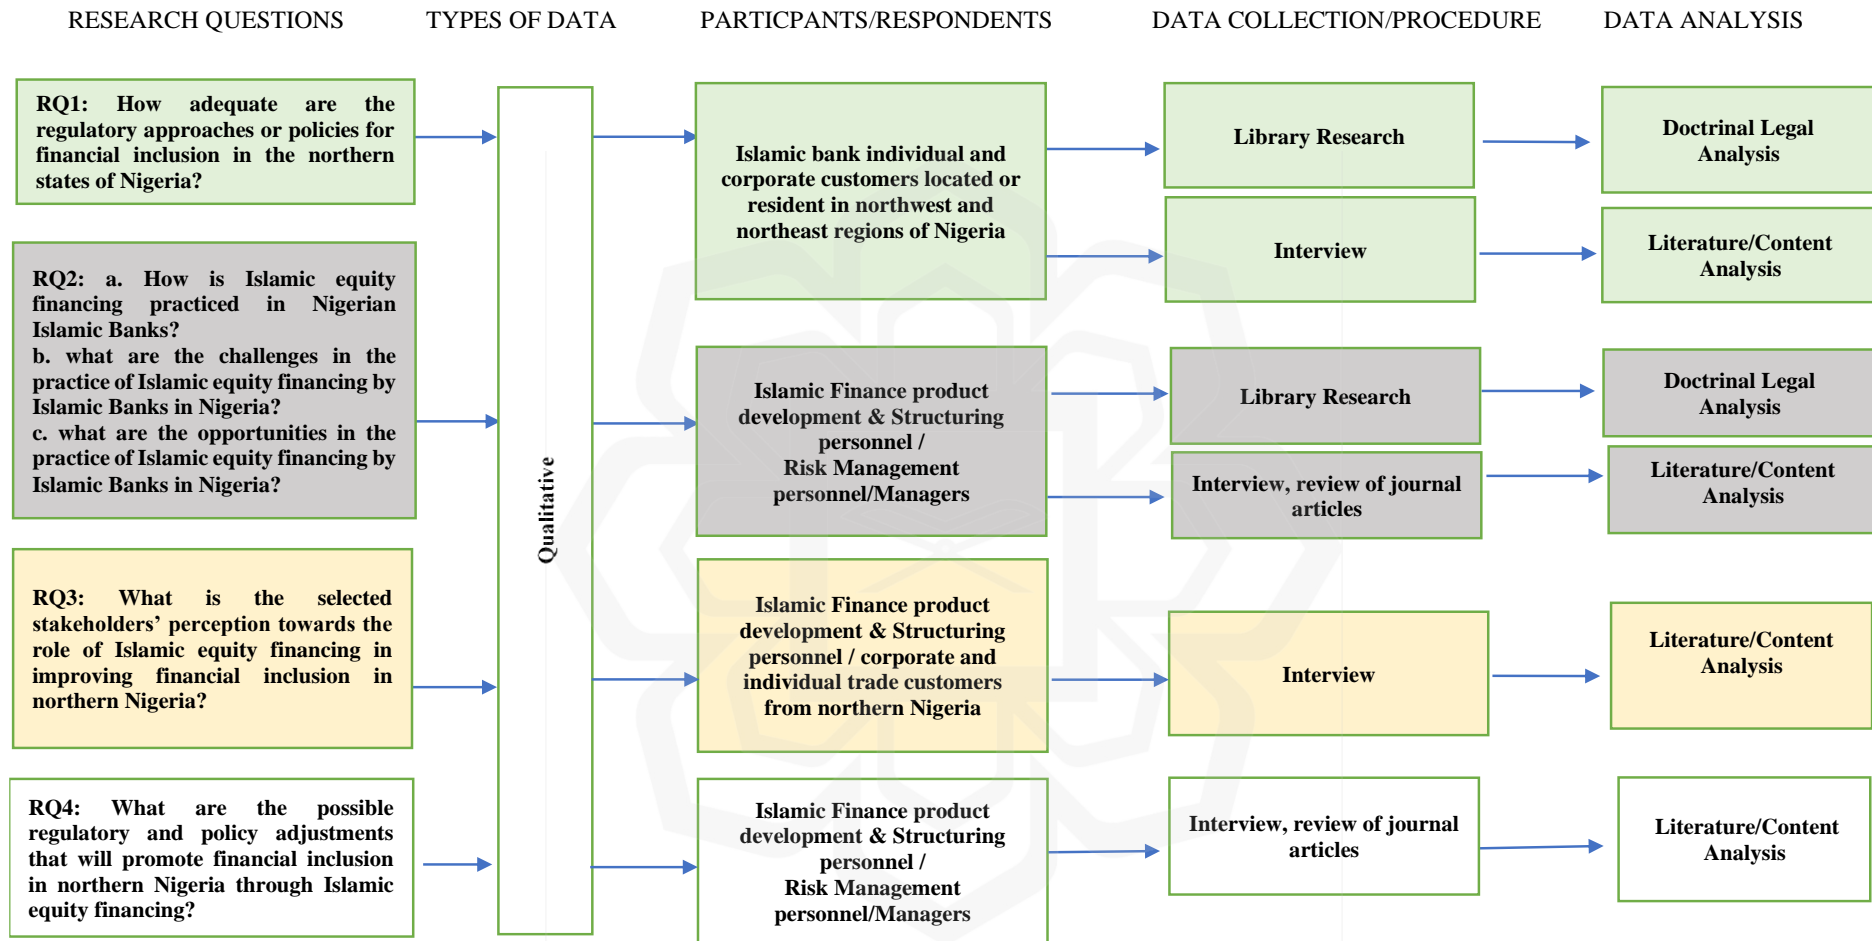 RESEARCH QUESTIONS
TYPES OF DATA
PARTICPANTS/RESPONDENTS
DATA COLLECTION/PROCEDURE
DATA ANALYSIS
RQ1: How adequate are the
regulatory approaches or policies for
financial inclusion in the northern
states of Nigeria?
Qualitative
Islamic bank individual and
corporate customers located or
resident in northwest and
northeast regions of Nigeria
Library Research
Doctrinal Legal
Analysis
Interview
Literature/Content
Analysis
RQ2: a. How is Islamic equity
financing practiced in Nigerian
Islamic Banks?
b. what are the challenges in the
practice of Islamic equity financing by
Islamic Banks in Nigeria?
c. what are the opportunities in the
practice of Islamic equity financing by
Islamic Banks in Nigeria?
Islamic Finance product
development & Structuring
personnel /
Risk Management
personnel/Managers
Library Research
Doctrinal Legal
Analysis
Interview, review of journal
articles
Literature/Content
Analysis
RQ3: What is the selected
stakeholders’ perception towards the
role of Islamic equity financing in
improving financial inclusion in
northern Nigeria?
Islamic Finance product
development & Structuring
personnel / corporate and
individual trade customers
from northern Nigeria
Interview
Literature/Content
Analysis
RQ4: What are the possible
regulatory and policy adjustments
that will promote financial inclusion
in northern Nigeria through Islamic
equity financing?
Islamic Finance product
development & Structuring
personnel /
Risk Management
personnel/Managers
Interview, review of journal
articles
Literature/Content
Analysis